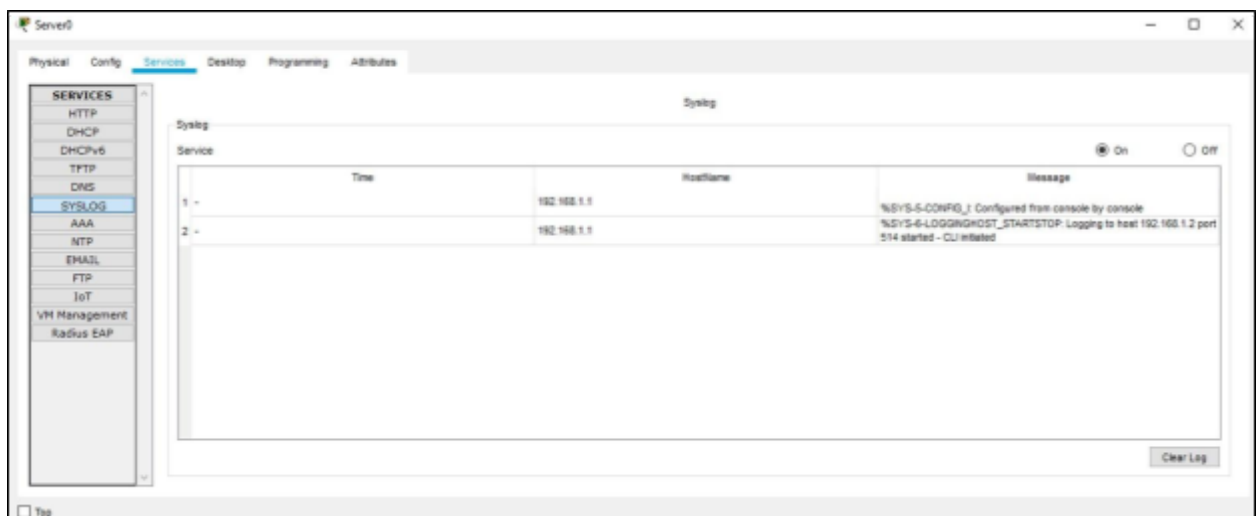 Server0
Physical Config Services Desktop Programming Attributes
SERVICES
HTTP
DHCP
DHCPv6
TFTP
DNS
SYSLOG
AAA
NTP
EMAIL
FTP
IoT
VM Management
Radius EAP
Syslog
Syslog
Service On Off
Time HostName Message
1 - 192.168.1.1 %SYS-5-CONFIG_I: Configured from console by console
2 - 192.168.1.1 %SYS-6-LOGGINGHOST_STARTSTOP: Logging to host 192.168.1.2 port
514 started - CLI initiated
Clear Log
Top